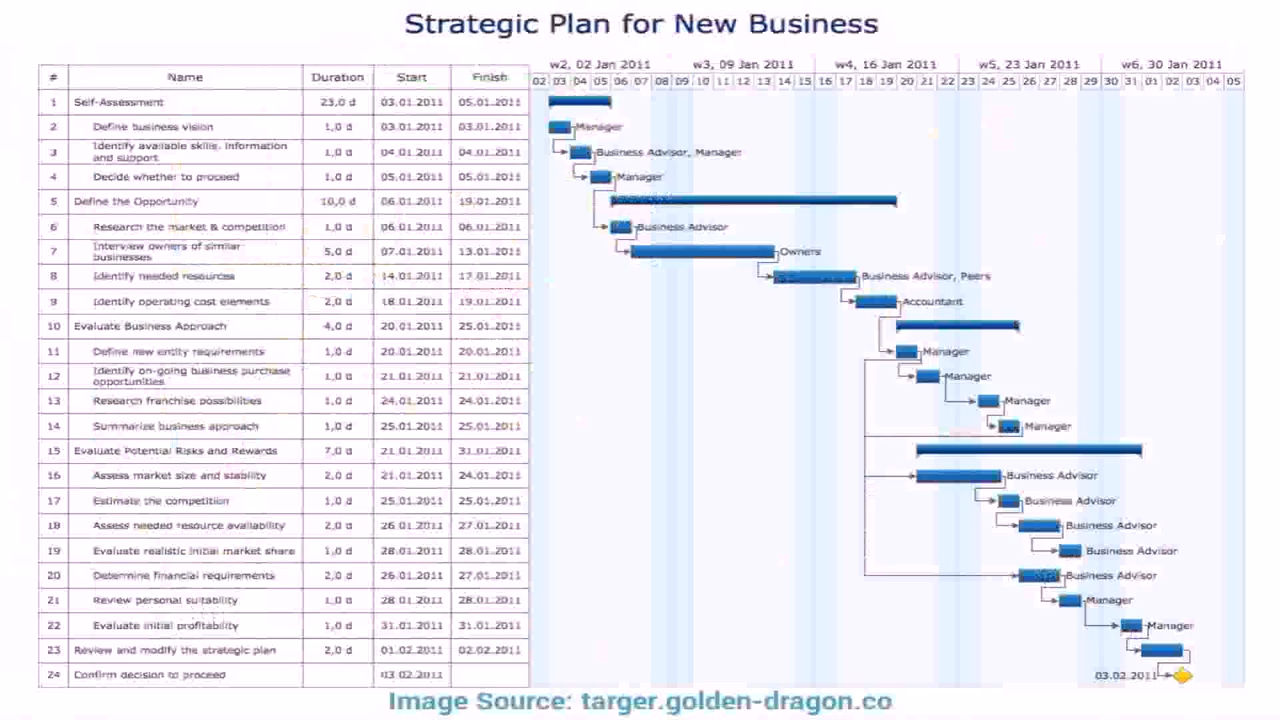 Strategic Plan for New Business
# Name Duration Start Finish w2, 02 Jan 2011 w3, 09 Jan 2011 w4, 16 Jan 2011 w5, 23 Jan 2011 w6, 30 Jan 2011
02 03 04 05 06 07 08 09 10 11 12 13 14 15 16 17 18 19 20 21 22 23 24 25 26 27 28 29 30 31 01 02 03 04 05
1 Self-Assessment 23,0 d 03.01.2011 05.01.2011
2 Define business vision 1,0 d 03.01.2011 03.01.2011 Manager
3 Identify available skills, information
and support 1,0 d 04.01.2011 04.01.2011 Business Advisor, Manager
4 Decide whether to proceed 1,0 d 05.01.2011 05.01.2011 Manager
5 Define the Opportunity 10,0 d 06.01.2011 19.01.2011
6 Research the market & competition 1,0 d 06.01.2011 06.01.2011 Business Advisor
7 Interview owners of similar
businesses 5,0 d 07.01.2011 13.01.2011 Owners
8 Identify needed resources 2,0 d 14.01.2011 17.01.2011 Business Advisor, Peers
9 Identify operating cost elements 2,0 d 18.01.2011 19.01.2011 Accountant
10 Evaluate Business Approach 4,0 d 20.01.2011 25.01.2011
11 Define new entity requirements 1,0 d 20.01.2011 20.01.2011 Manager
12 Identify on-going business purchase
opportunities 1,0 d 21.01.2011 21.01.2011 Manager
13 Research franchise possibilities 1,0 d 24.01.2011 24.01.2011 Manager
14 Summarize business approach 1,0 d 25.01.2011 25.01.2011 Manager
15 Evaluate Potential Risks and Rewards 7,0 d 21.01.2011 31.01.2011
16 Assess market size and stability 2,0 d 21.01.2011 24.01.2011 Business Advisor
17 Estimate the competition 1,0 d 25.01.2011 25.01.2011 Business Advisor
18 Assess needed resource availability 2,0 d 26.01.2011 27.01.2011 Business Advisor
19 Evaluate realistic initial market share 1,0 d 28.01.2011 28.01.2011 Business Advisor
20 Determine financial requirements 2,0 d 26.01.2011 27.01.2011 Business Advisor
21 Review personal suitability 1,0 d 28.01.2011 28.01.2011 Manager
22 Evaluate initial profitability 1,0 d 31.01.2011 31.01.2011 Manager
23 Review and modify the strategic plan 2,0 d 01.02.2011 02.02.2011
24 Confirm decision to proceed 03.02.2011 03.02.2011
Image Source: targer.golden-dragon.co